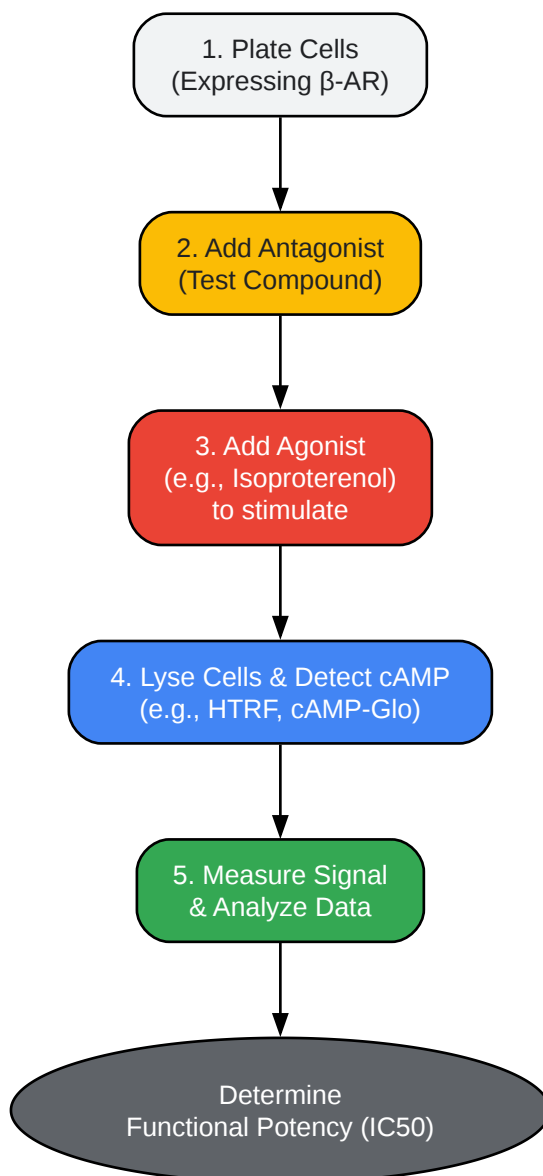 1. Plate Cells
(Expressing β-AR)
2. Add Antagonist
(Test Compound)
3. Add Agonist
(e.g., Isoproterenol)
to stimulate
4. Lyse Cells & Detect cAMP
(e.g., HTRF, cAMP-Glo)
5. Measure Signal
& Analyze Data
Determine
Functional Potency (IC50)